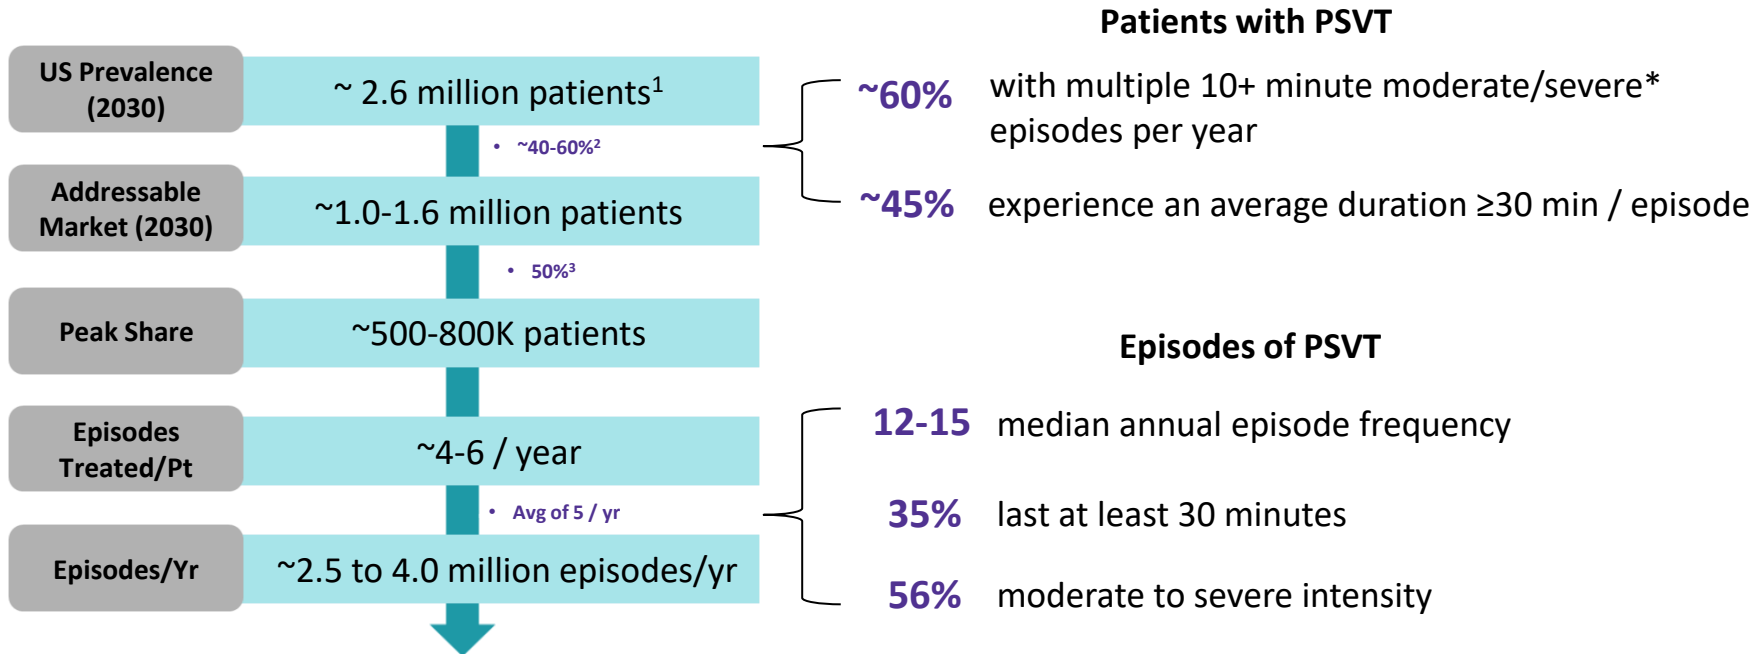 US Prevalence
(2030)
~ 2.6 million patients¹
• ~40-60%²
Addressable
Market (2030)
~1.0-1.6 million patients
• 50%³
Peak Share
~500-800K patients
Episodes
Treated/Pt
~4-6 / year
• Avg of 5 / yr
Episodes/Yr
~2.5 to 4.0 million episodes/yr
Patients with PSVT
~60% with multiple 10+ minute moderate/severe*
episodes per year
~45% experience an average duration ≥30 min / episode
Episodes of PSVT
12-15 median annual episode frequency
35% last at least 30 minutes
56% moderate to severe intensity